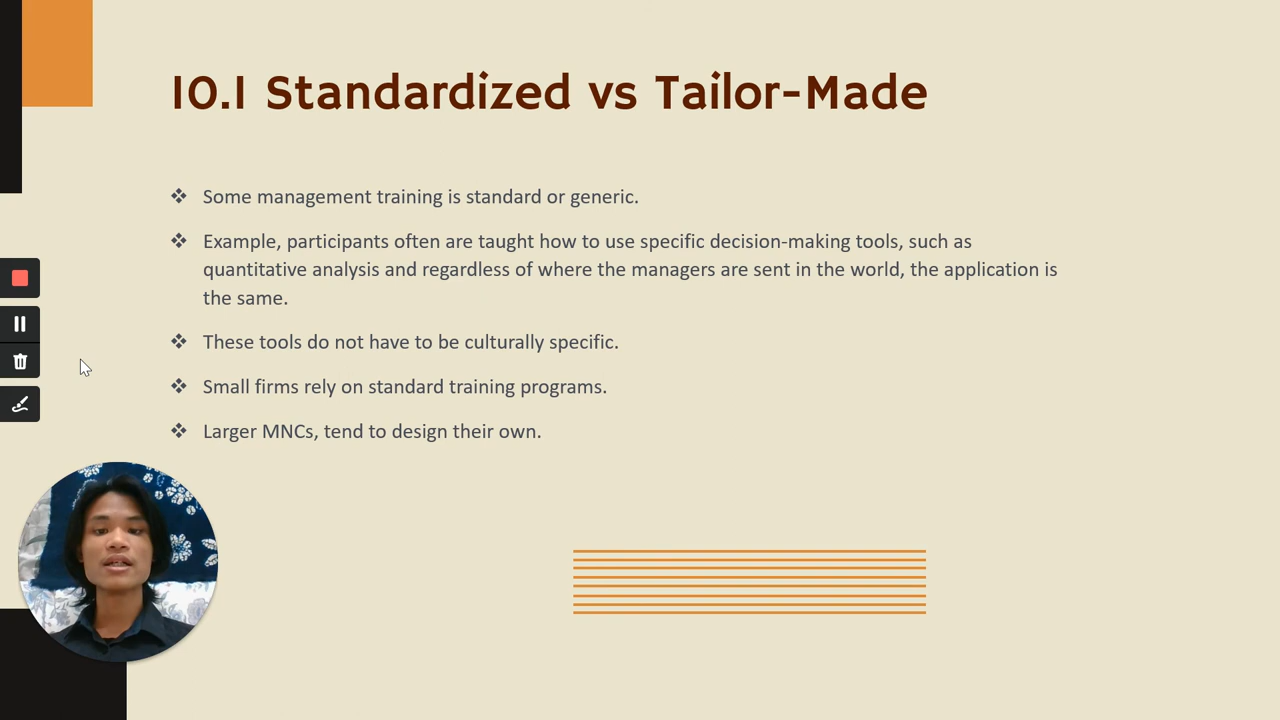 10.1 Standardized vs Tailor-Made
Some management training is standard or generic.
Example, participants often are taught how to use specific decision-making tools, such as
quantitative analysis and regardless of where the managers are sent in the world, the application is
the same.
These tools do not have to be culturally specific.
Small firms rely on standard training programs.
Larger MNCs, tend to design their own.